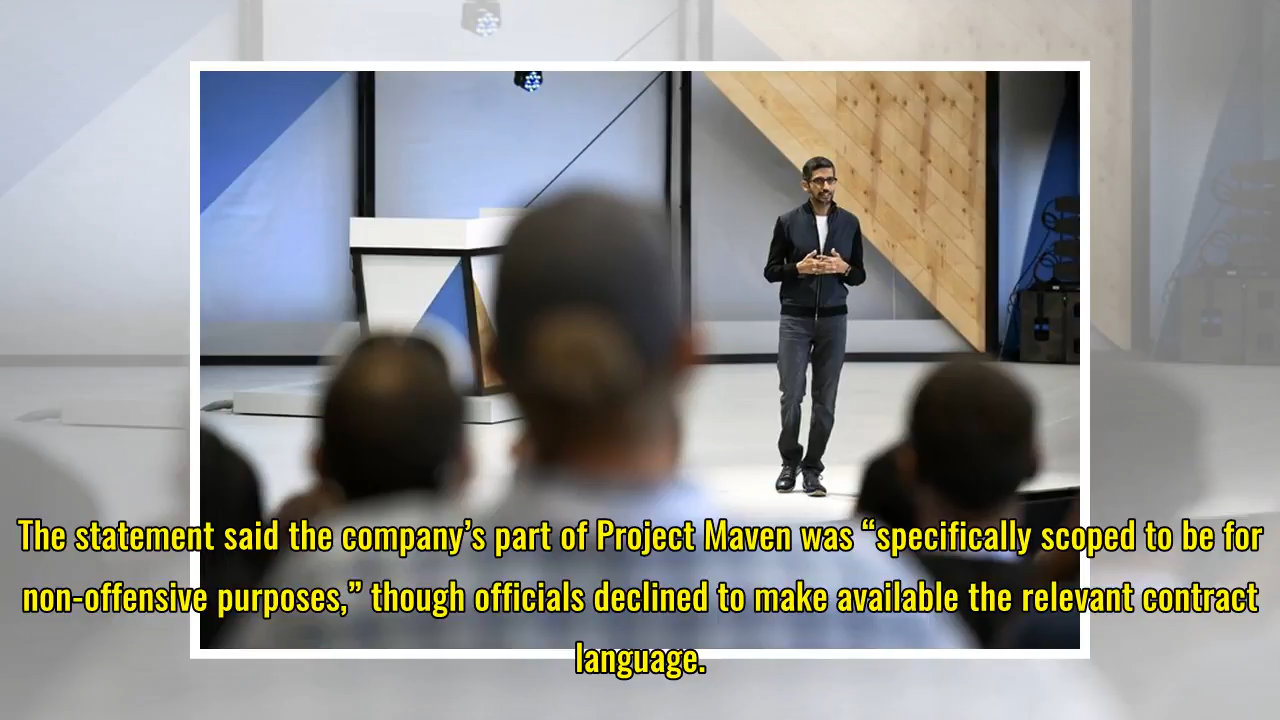 The statement said the company’s part of Project Maven was “specifically scoped to be for
non-offensive purposes,” though officials declined to make available the relevant contract
language.